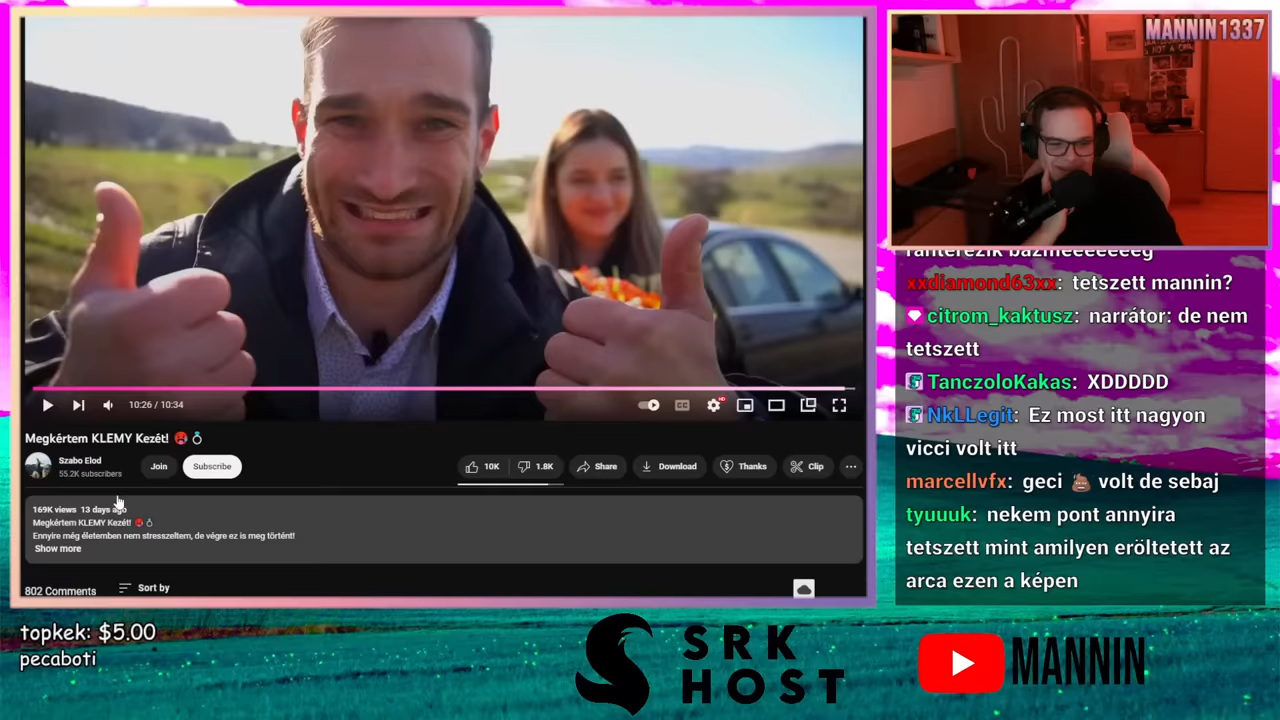 MANNIN1337
fanterezik bazmeeeeeeeg
xxdiamond63xx: tetszett mannin?
citrom_kaktusz: narrátor: de nem
tetszett
TanczoloKakas: XDDDDD
NkLLegit: Ez most itt nagyon
vicci volt itt
marcellvfx: geci 💩 volt de sebaj
tyuuuk: nekem pont annyira
tetszett mint amilyen eröltetett az
arca ezen a képen
10:26 / 10:34
HD
Megkértem KLEMY Kezét! 🥵 💍
Szabo Elod
55.2K subscribers
Join
Subscribe
10K
1.8K
Share
Download
Thanks
Clip
169K views 13 days ago
Megkértem KLEMY Kezét! 🥵 💍
Ennyire még életemben nem stresszeltem, de végre ez is meg történt!
Show more
802 Comments
Sort by
topkek: $5.00
pecaboti
SRK
HOST
MANNIN